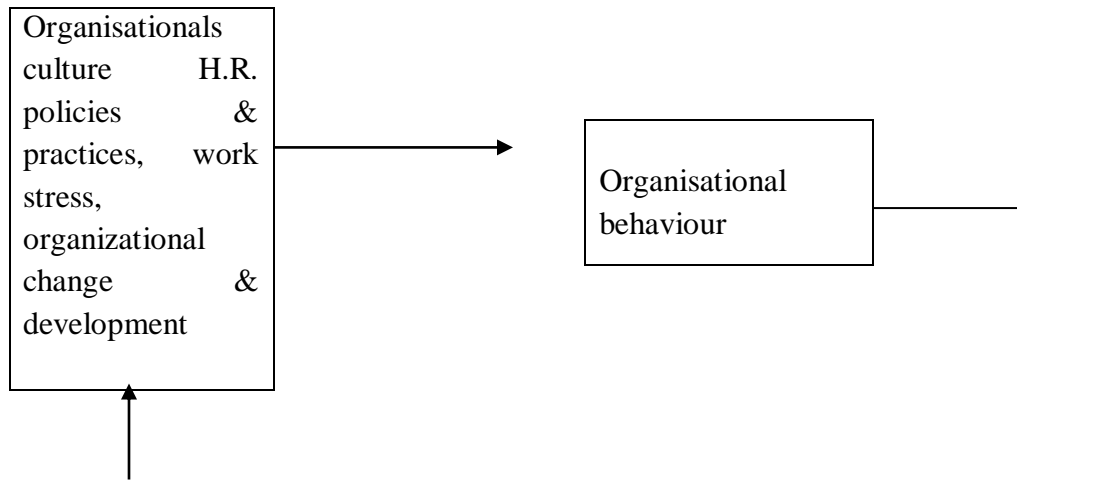 Organisationals
culture H.R.
policies &
practices, work
stress,
organizational
change &
development
Organisational
behaviour